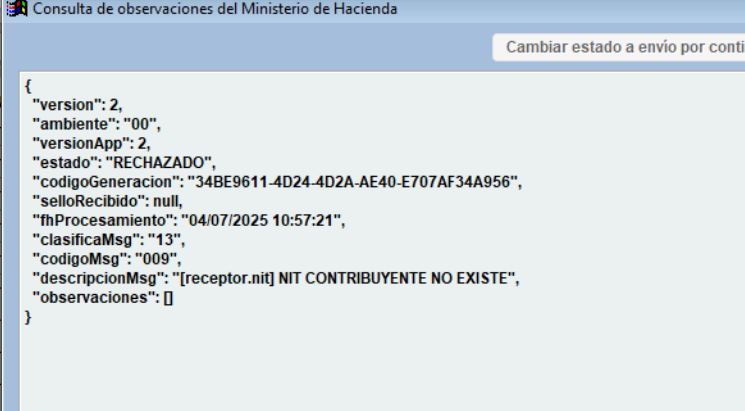 Consulta de observaciones del Ministerio de Hacienda
Cambiar estado a envío por conti
{
"version": 2,
"ambiente": "00",
"versionApp": 2,
"estado": "RECHAZADO",
"codigoGeneracion": "34BE9611-4D24-4D2A-AE40-E707AF34A956",
"selloRecibido": null,
"fhProcesamiento": "04/07/2025 10:57:21",
"clasificaMsg": "13",
"codigoMsg": "009",
"descripcionMsg": "[receptor.nit] NIT CONTRIBUYENTE NO EXISTE",
"observaciones": []
}